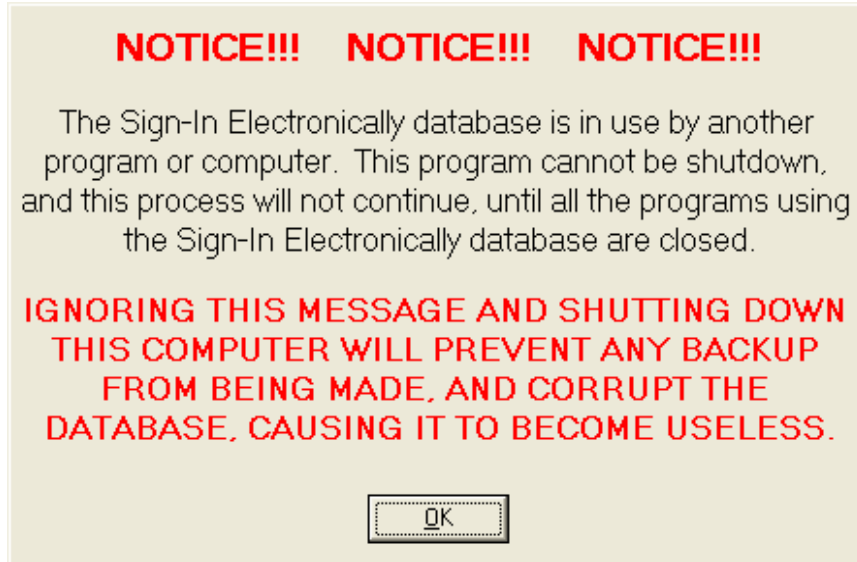 NOTICE!!! NOTICE!!! NOTICE!!!
The Sign-In Electronically database is in use by another
program or computer. This program cannot be shutdown,
and this process will not continue, until all the programs using
the Sign-In Electronically database are closed.
IGNORING THIS MESSAGE AND SHUTTING DOWN
THIS COMPUTER WILL PREVENT ANY BACKUP
FROM BEING MADE, AND CORRUPT THE
DATABASE, CAUSING IT TO BECOME USELESS.
OK